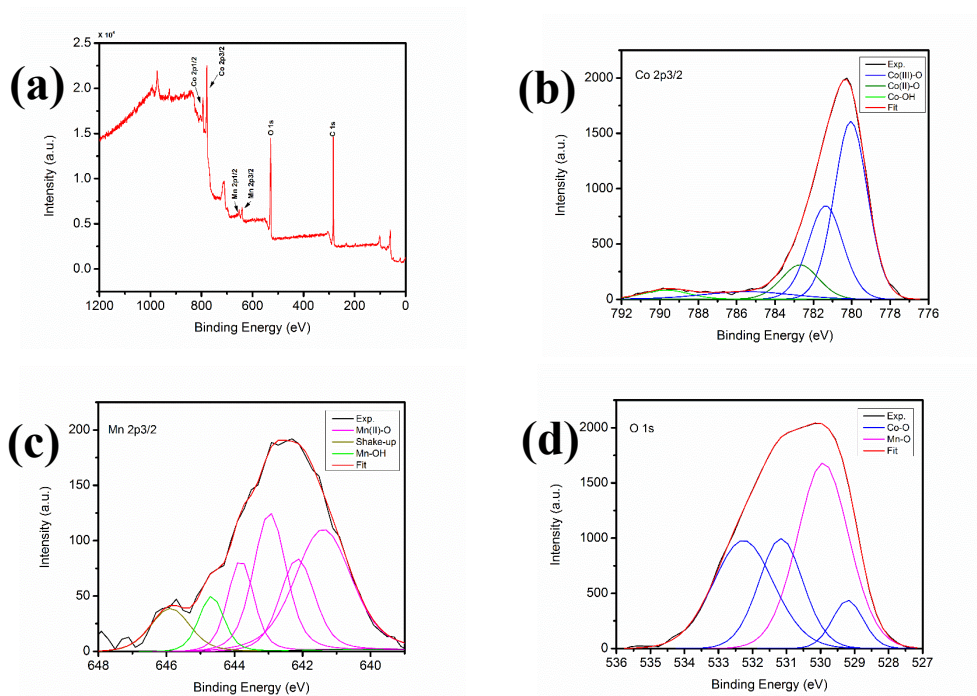 (a)
X 10⁴
2.5
2.0
1.5
1.0
0.5
0.0
Intensity (a.u.)
Co 2p1/2
Co 2p3/2
Mn 2p1/2
Mn 2p3/2
O 1s
C 1s
1200 1000 800 600 400 200 0
Binding Energy (eV)
(b)
Co 2p3/2
Exp.
Co(III)-O
Co(II)-O
Co-OH
Fit
2000
1500
1000
500
0
Intensity (a.u.)
792 790 788 786 784 782 780 778 776
Binding Energy (eV)
(c)
Mn 2p3/2
Exp.
Mn(II)-O
Shake-up
Mn-OH
Fit
200
150
100
50
0
Intensity (a.u.)
648 646 644 642 640
Binding Energy (eV)
(d)
O 1s
Exp.
Co-O
Mn-O
Fit
2000
1500
1000
500
0
Intensity (a.u.)
536 535 534 533 532 531 530 529 528 527
Binding Energy (eV)